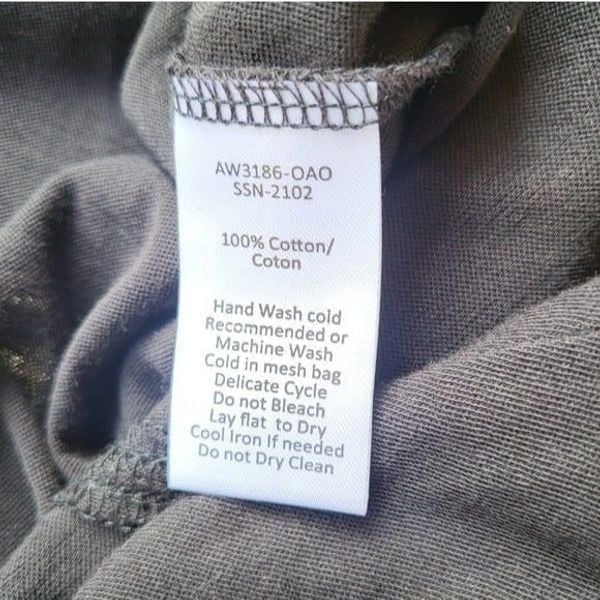 AW3186-OAO
SSN-2102
100% Cotton/
Coton
Hand Wash cold
Recommended or
Machine Wash
Cold in mesh bag
Delicate Cycle
Do not Bleach
Lay flat to Dry
Cool Iron If needed
Do not Dry Clean